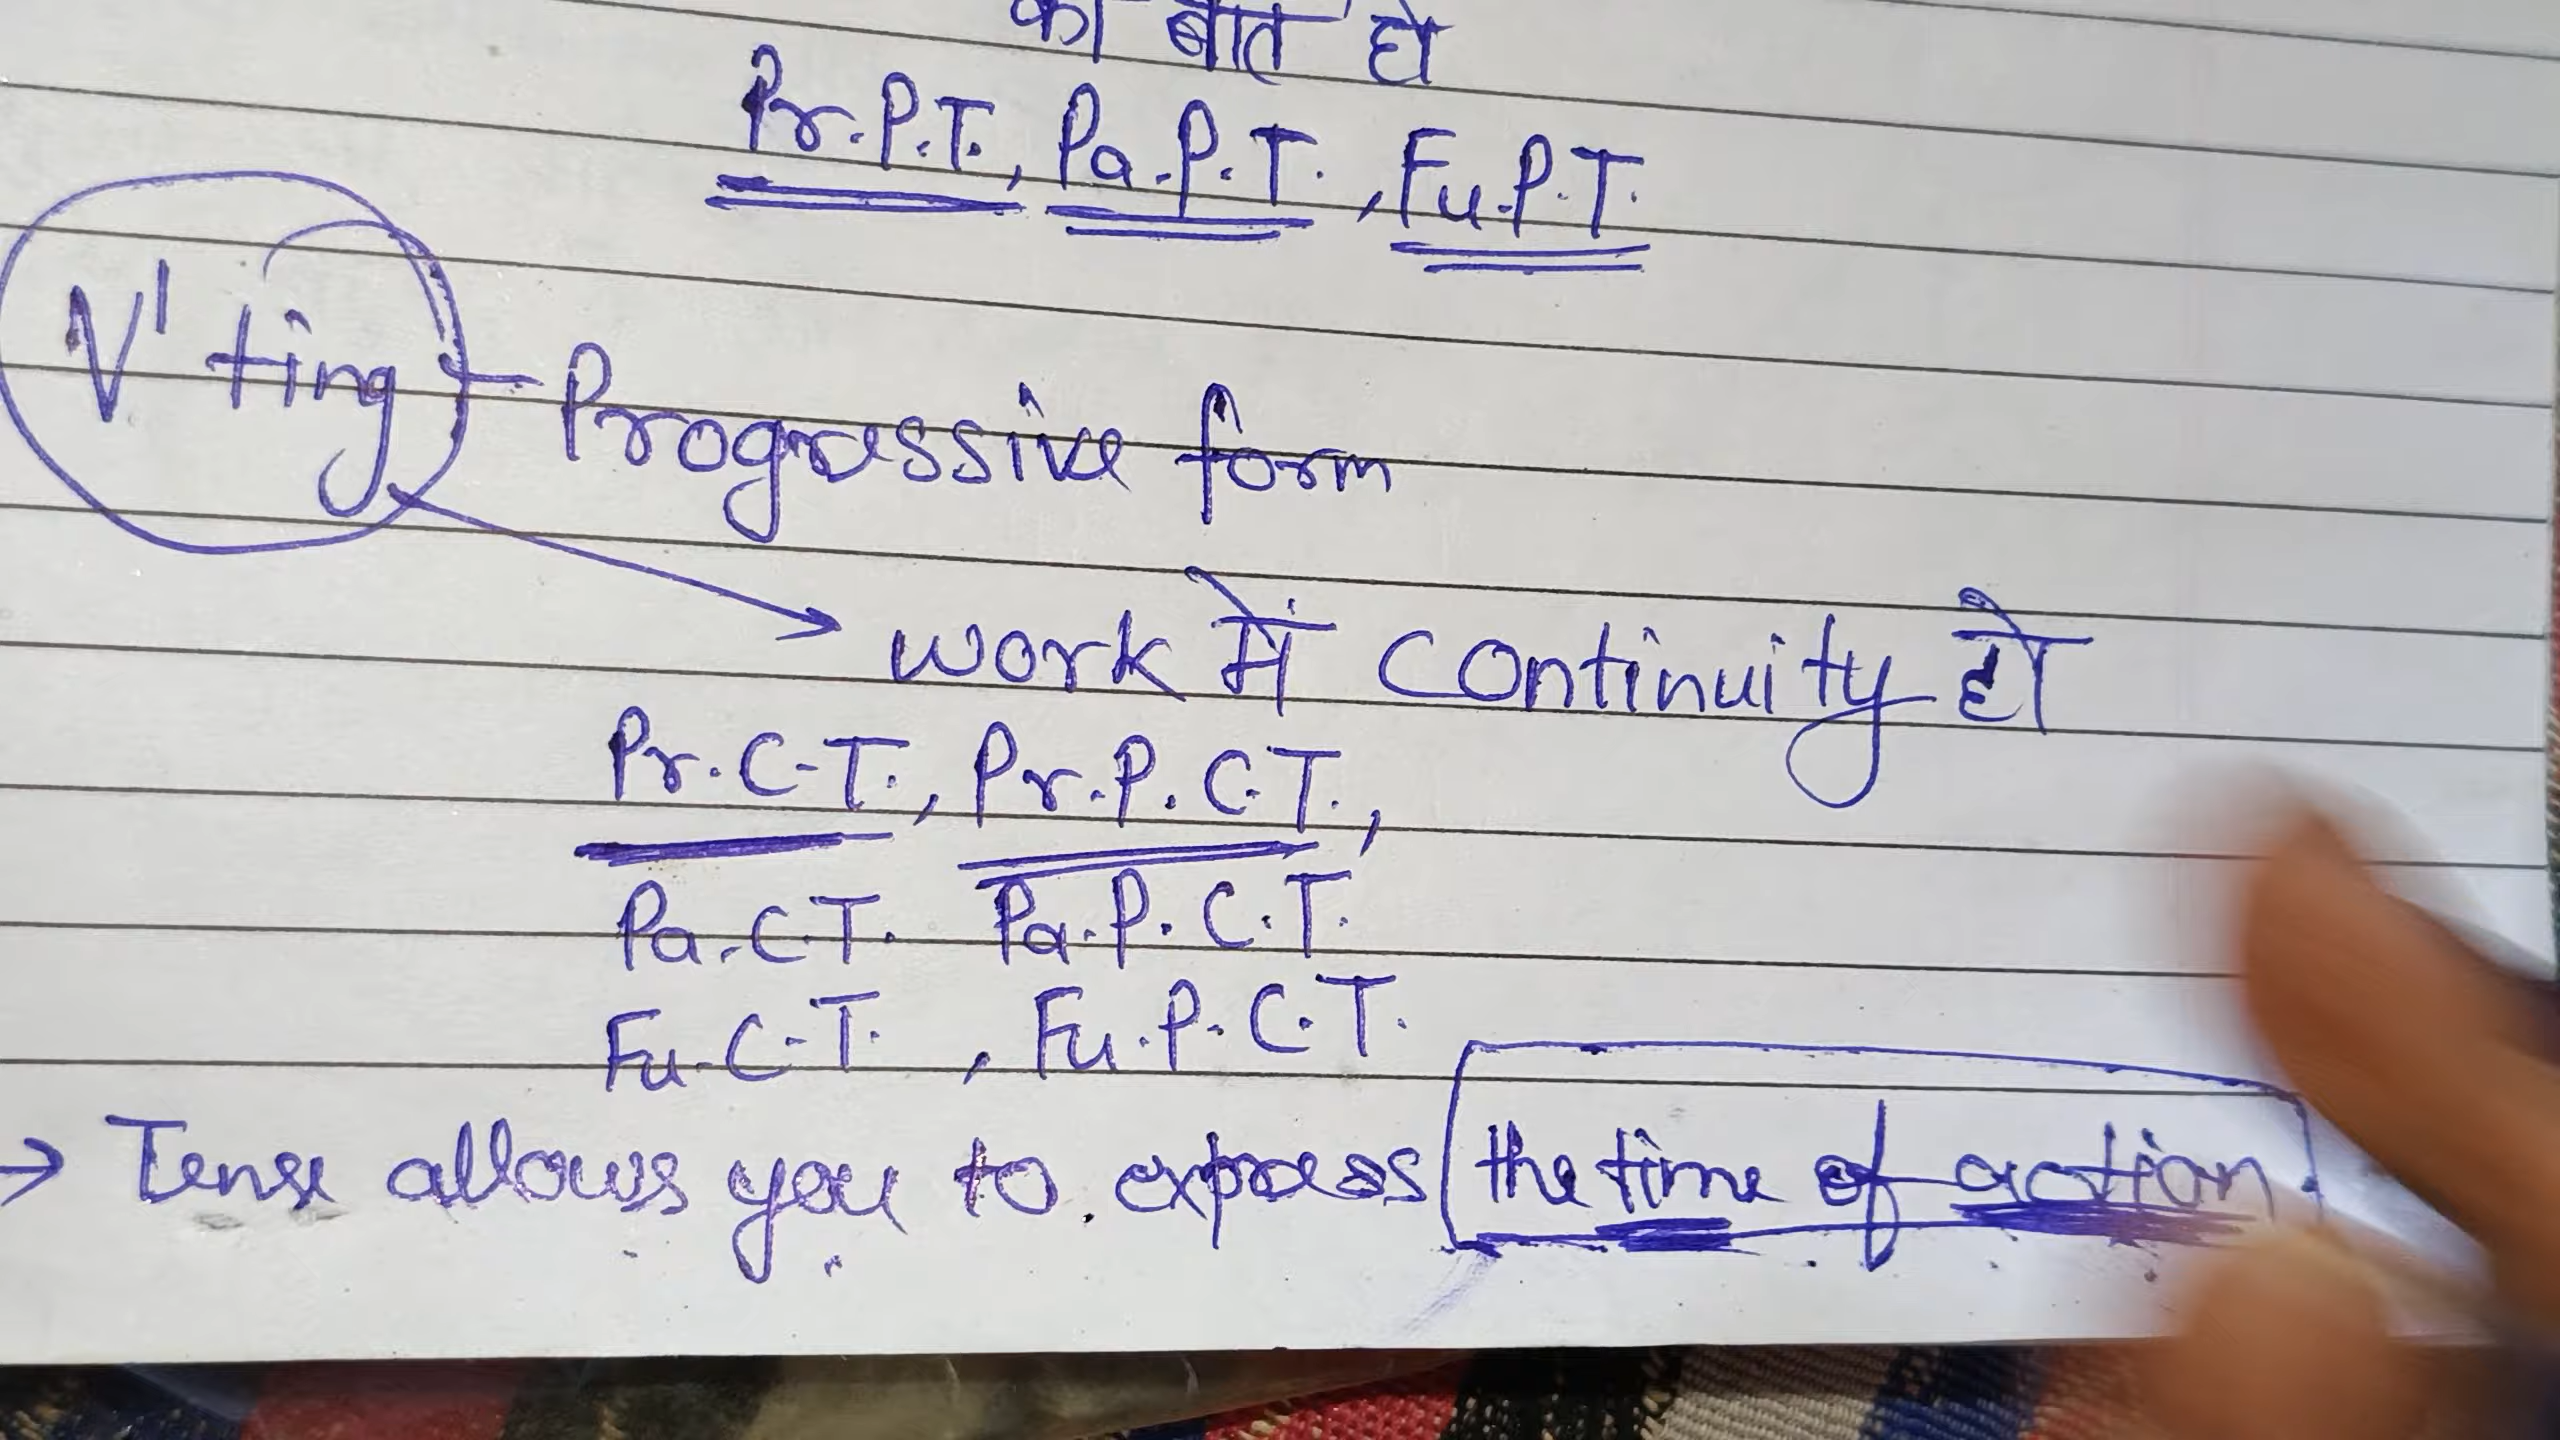 की बात हो
Pr.P.T., Pa.P.T., Fu.P.T.
V¹ +ing - Progressive form
work में continuity हो
Pr.C.T., Pr.P.C.T.,
Pa.C.T. Pa.P.C.T.
Fu.C.T., Fu.P.C.T.
→ Tense allows you to express the time of action.